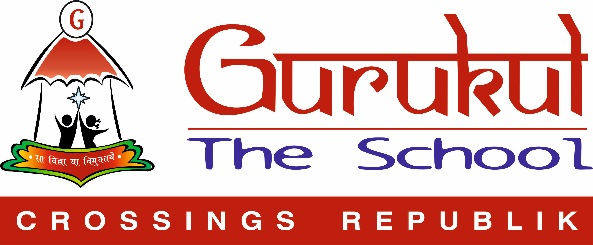 G
सा विद्या या विमुक्तये
Gurukul
The School
CROSSINGS REPUBLIK